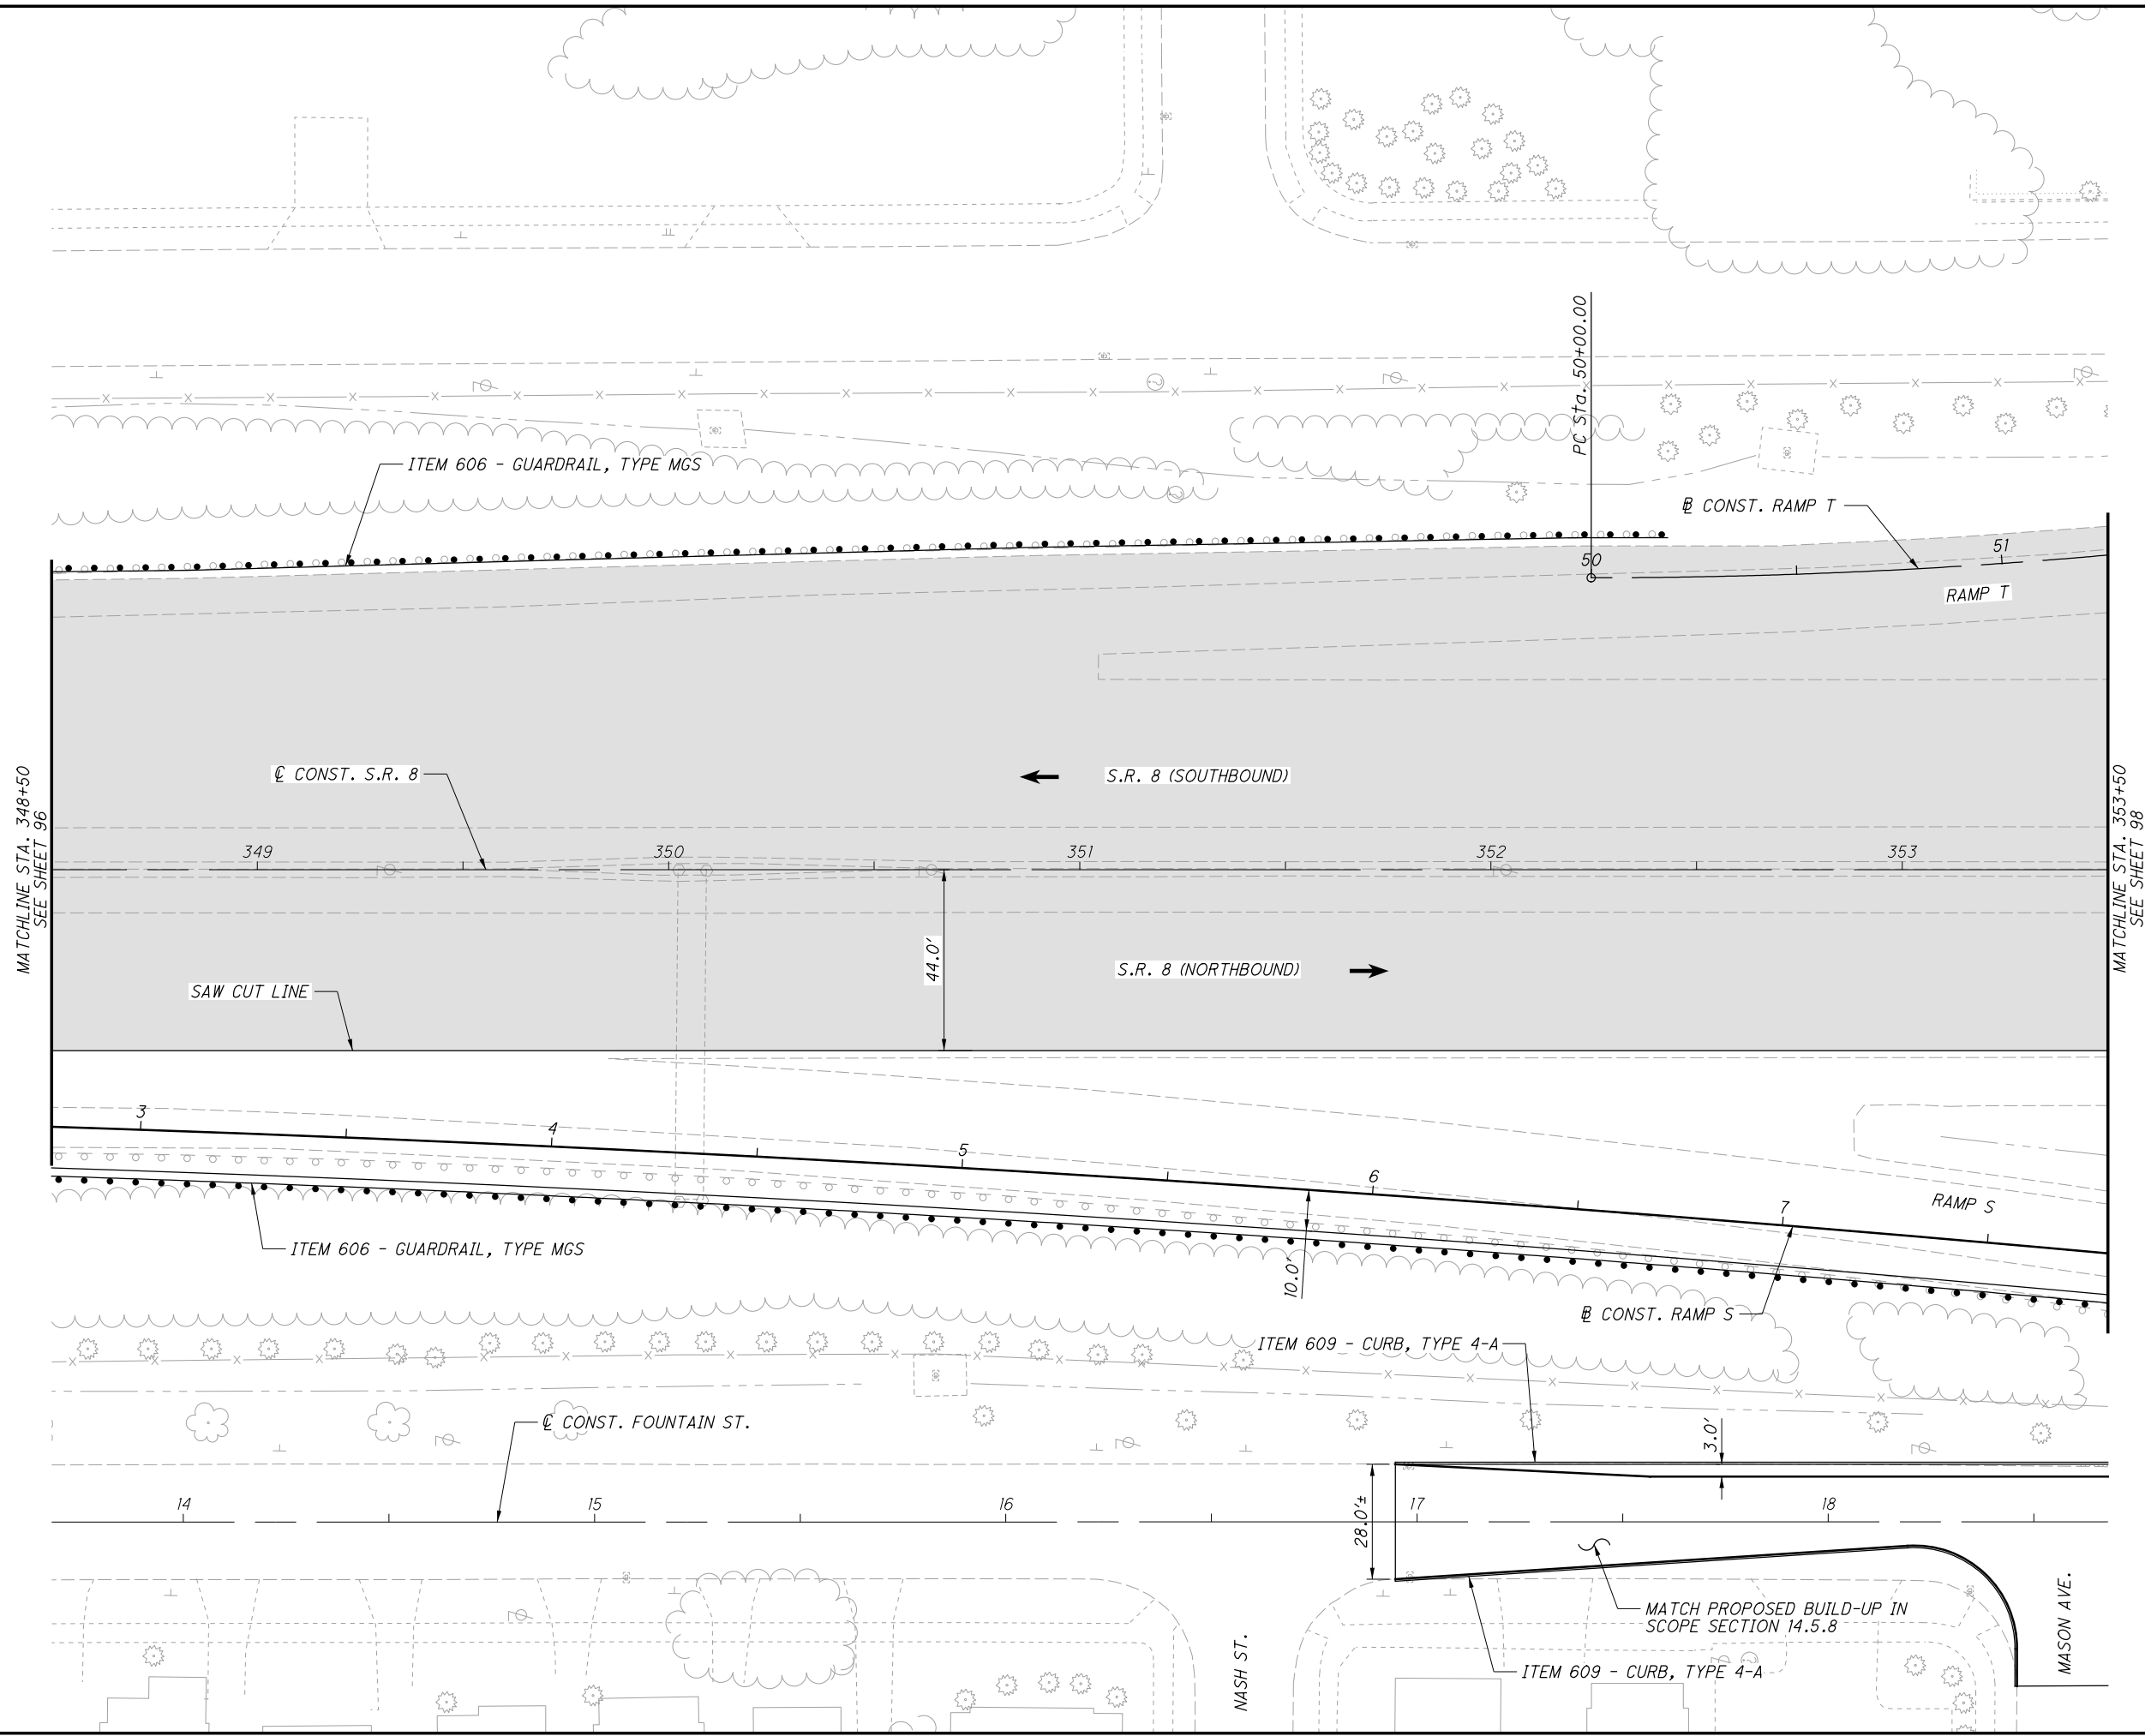 PC Sta. 50+00.00
ITEM 606 - GUARDRAIL, TYPE MGS
℄ CONST. RAMP T
50
51
RAMP T
℄ CONST. S.R. 8
S.R. 8 (SOUTHBOUND)
MATCHLINE STA. 348+50
SEE SHEET 96
MATCHLINE STA. 353+50
SEE SHEET 98
349
350
351
352
353
44.0'
S.R. 8 (NORTHBOUND)
SAW CUT LINE
3
4
5
6
7
RAMP S
ITEM 606 - GUARDRAIL, TYPE MGS
10.0'
℄ CONST. RAMP S
ITEM 609 - CURB, TYPE 4-A
℄ CONST. FOUNTAIN ST.
3.0'
14
15
16
17
18
28.0'±
MATCH PROPOSED BUILD-UP IN
SCOPE SECTION 14.5.8
ITEM 609 - CURB, TYPE 4-A
NASH ST.
MASON AVE.